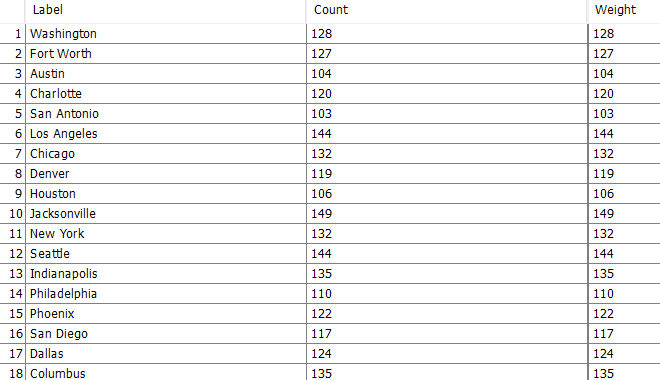 Label Count Weight
1 Washington 128 128
2 Fort Worth 127 127
3 Austin 104 104
4 Charlotte 120 120
5 San Antonio 103 103
6 Los Angeles 144 144
7 Chicago 132 132
8 Denver 119 119
9 Houston 106 106
10 Jacksonville 149 149
11 New York 132 132
12 Seattle 144 144
13 Indianapolis 135 135
14 Philadelphia 110 110
15 Phoenix 122 122
16 San Diego 117 117
17 Dallas 124 124
18 Columbus 135 135